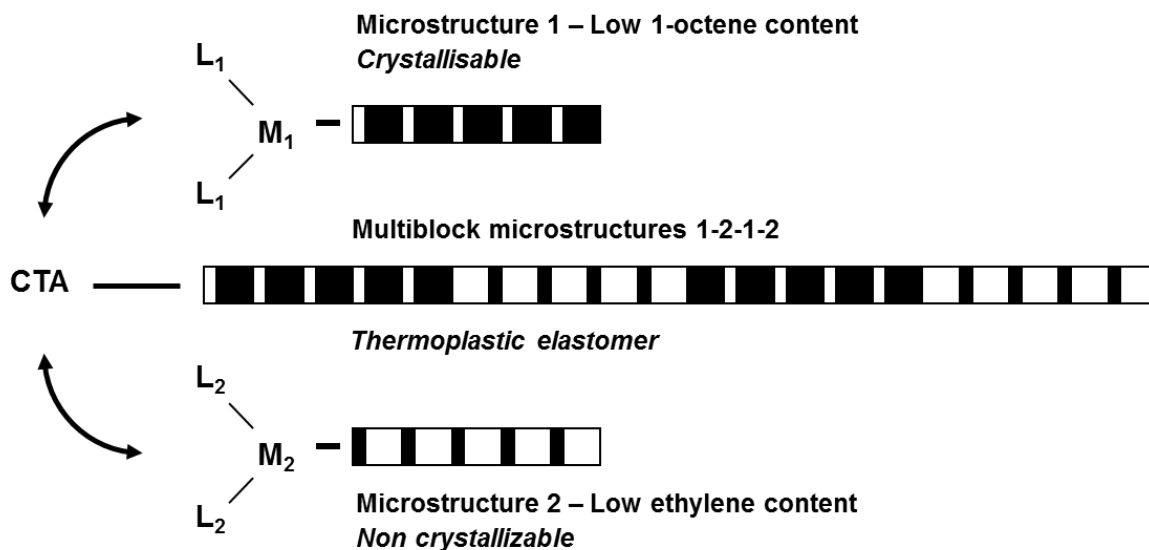 Microstructure 1 – Low 1-octene content
Crystallisable
L₁
M₁
L₁
Multiblock microstructures 1-2-1-2
CTA
Thermoplastic elastomer
L₂
M₂
L₂
Microstructure 2 – Low ethylene content
Non crystallizable